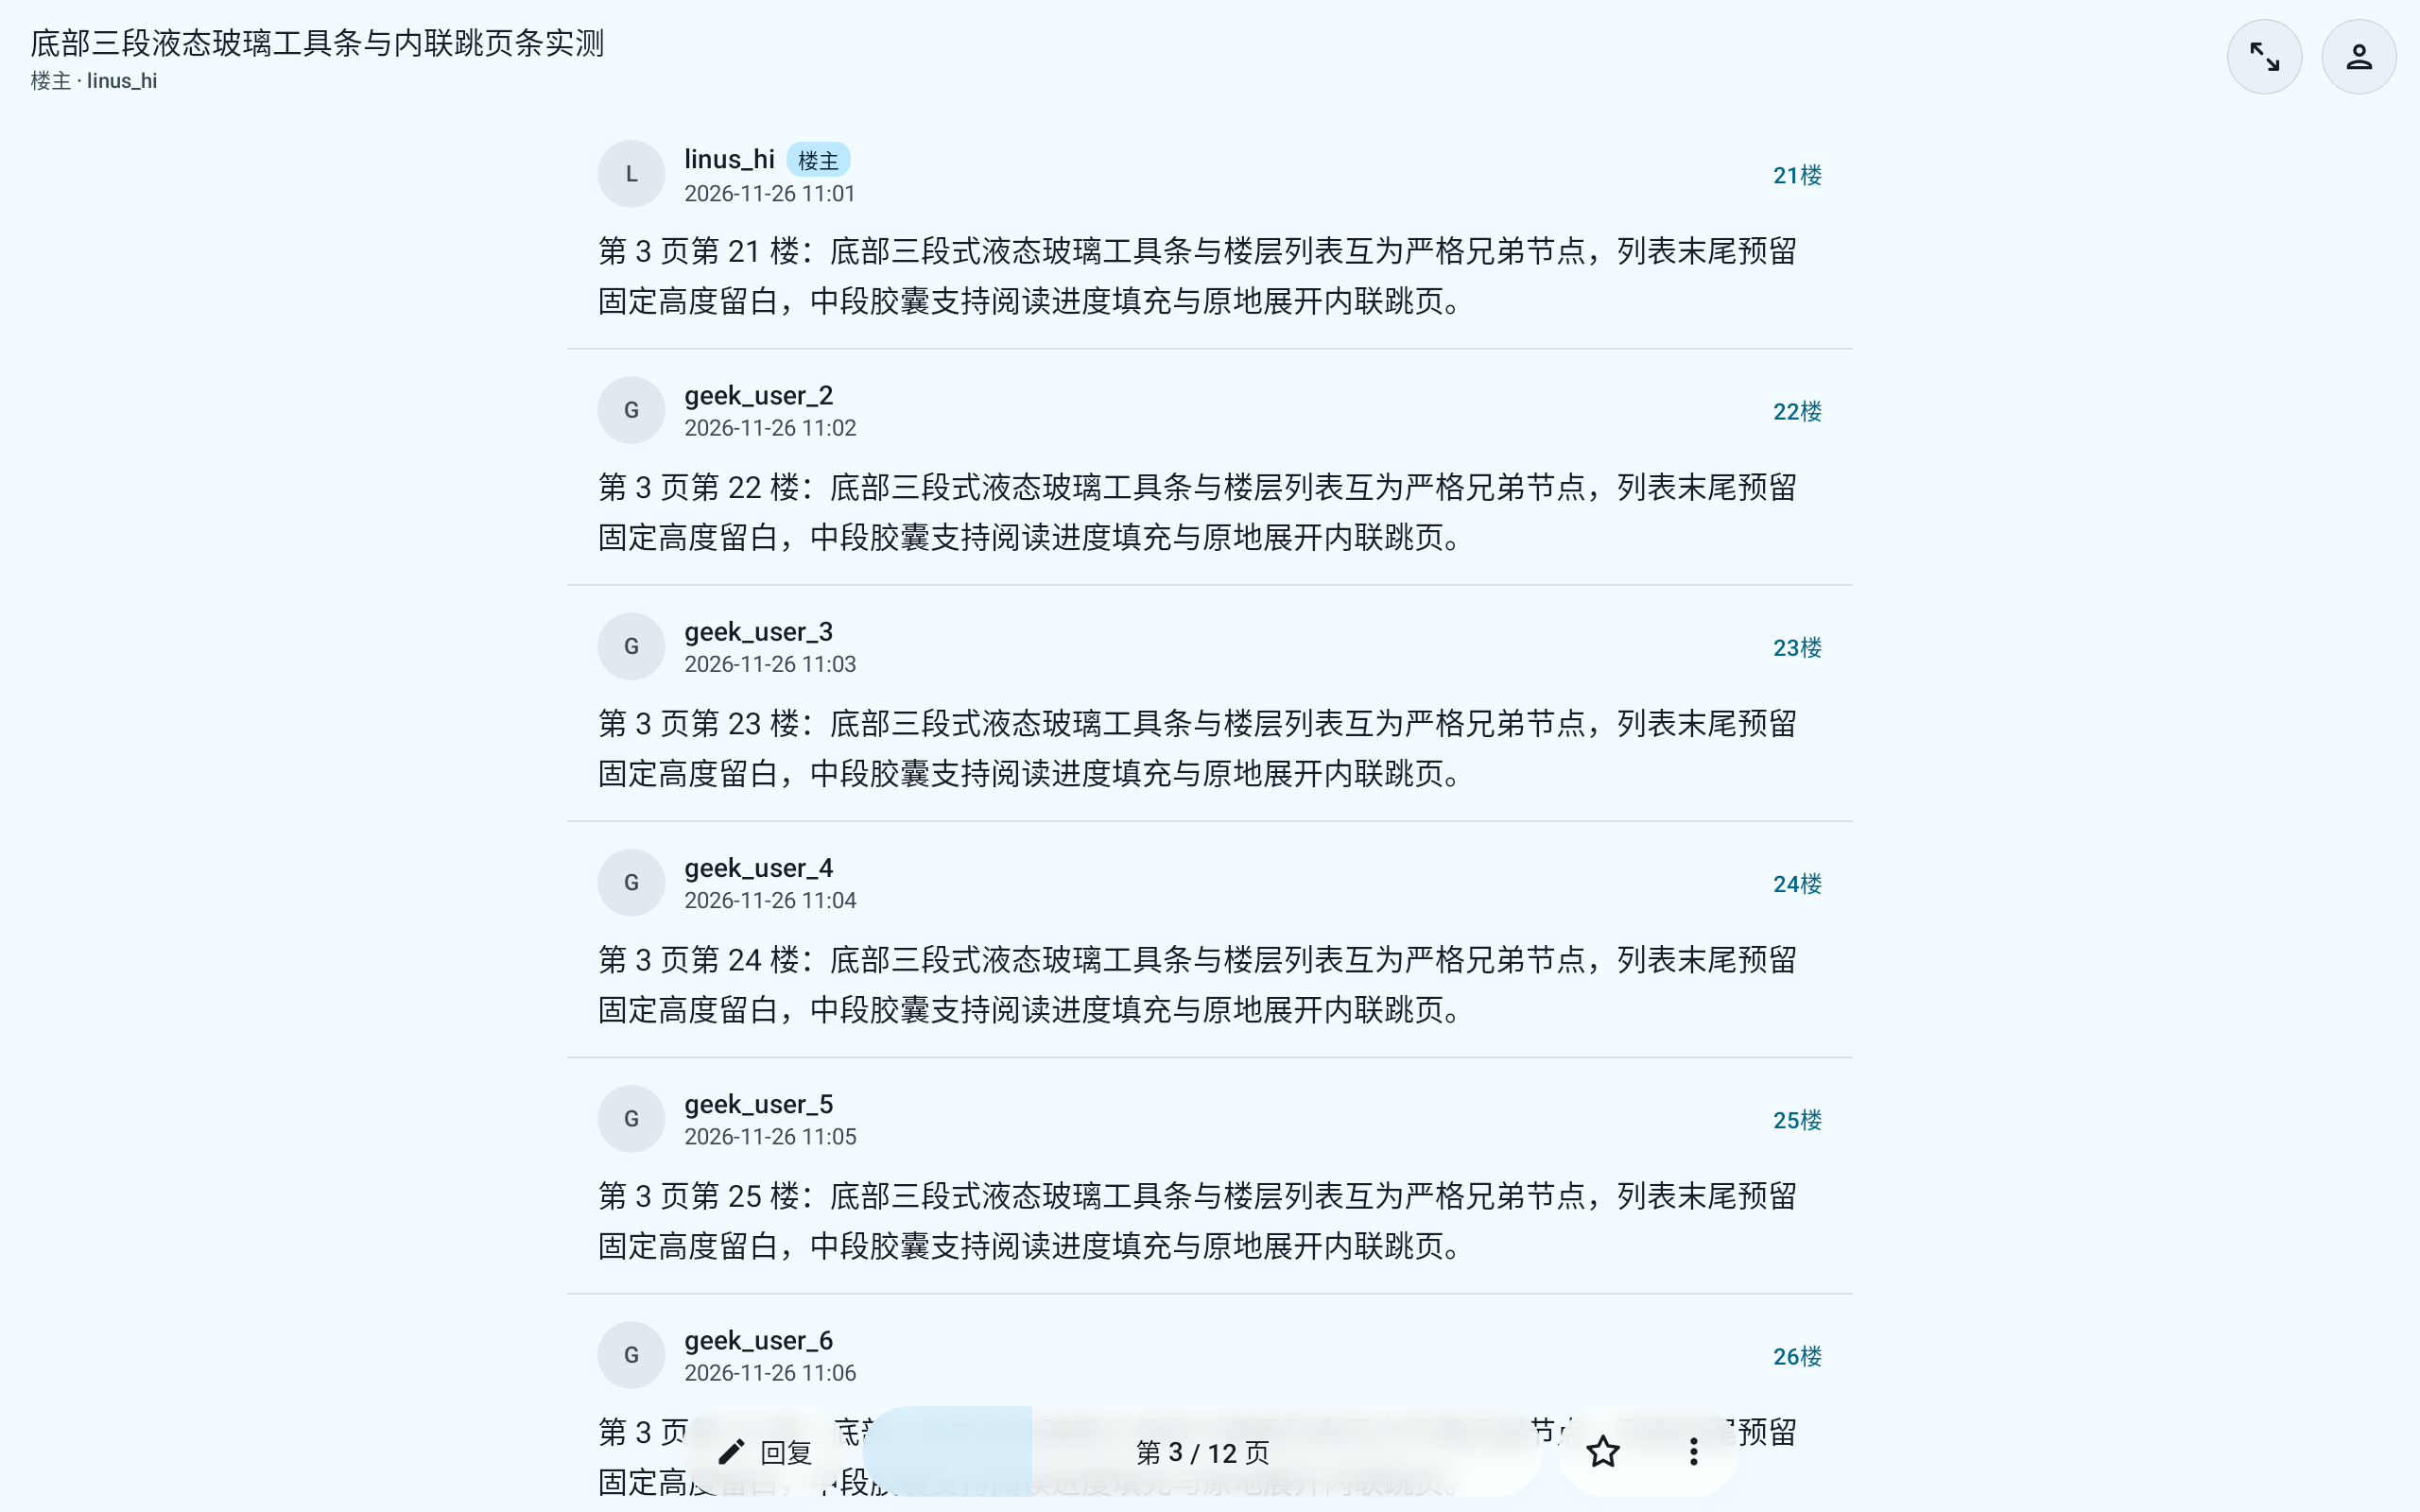 底部三段液态玻璃工具条与内联跳页条实测
楼主 · linus_hi
L
linus_hi 楼主
2026-11-26 11:01
21楼
第 3 页第 21 楼：底部三段式液态玻璃工具条与楼层列表互为严格兄弟节点，列表末尾预留
固定高度留白，中段胶囊支持阅读进度填充与原地展开内联跳页。
G
geek_user_2
2026-11-26 11:02
22楼
第 3 页第 22 楼：底部三段式液态玻璃工具条与楼层列表互为严格兄弟节点，列表末尾预留
固定高度留白，中段胶囊支持阅读进度填充与原地展开内联跳页。
G
geek_user_3
2026-11-26 11:03
23楼
第 3 页第 23 楼：底部三段式液态玻璃工具条与楼层列表互为严格兄弟节点，列表末尾预留
固定高度留白，中段胶囊支持阅读进度填充与原地展开内联跳页。
G
geek_user_4
2026-11-26 11:04
24楼
第 3 页第 24 楼：底部三段式液态玻璃工具条与楼层列表互为严格兄弟节点，列表末尾预留
固定高度留白，中段胶囊支持阅读进度填充与原地展开内联跳页。
G
geek_user_5
2026-11-26 11:05
25楼
第 3 页第 25 楼：底部三段式液态玻璃工具条与楼层列表互为严格兄弟节点，列表末尾预留
固定高度留白，中段胶囊支持阅读进度填充与原地展开内联跳页。
G
geek_user_6
2026-11-26 11:06
26楼
第 3 页 底 节 预留
固定高 中段
回复
第 3 / 12 页